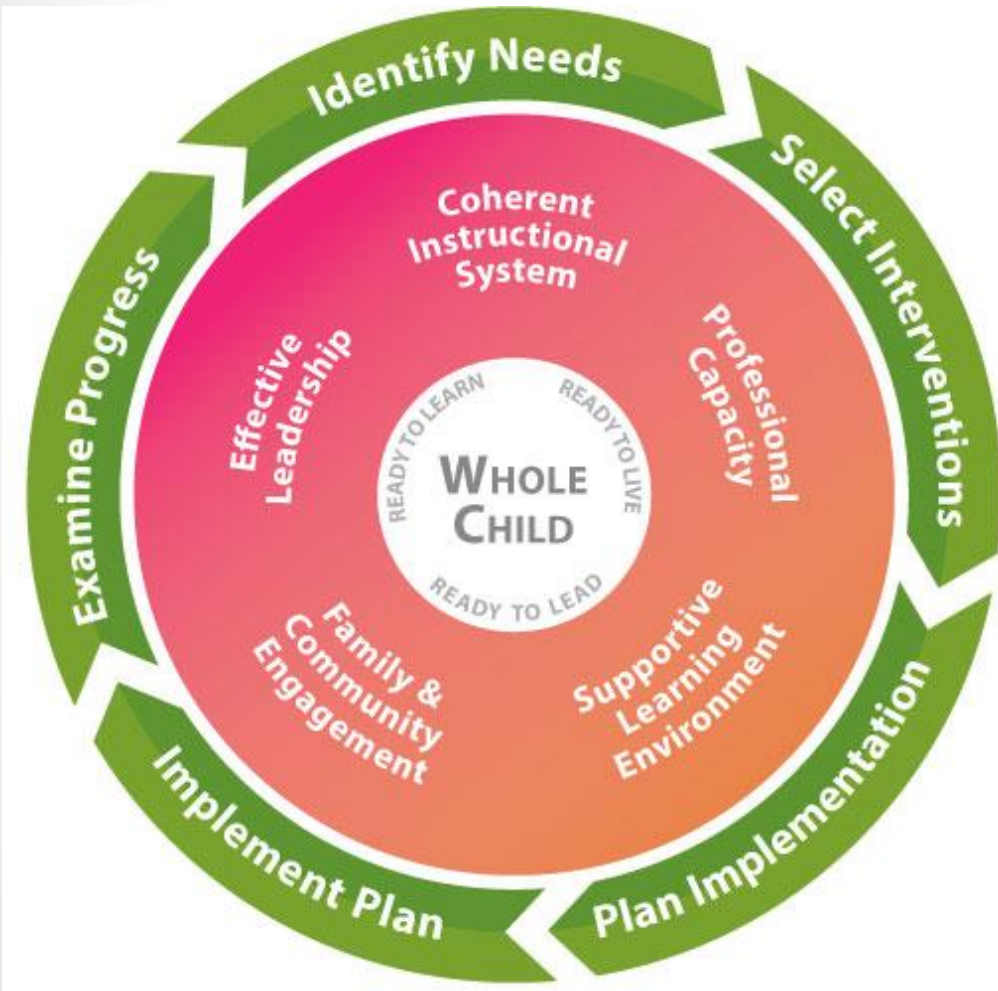 Identify Needs
Select Interventions
Plan Implementation
Implement Plan
Examine Progress
Coherent
Instructional
System
Professional
Capacity
Supportive
Learning
Environment
Family &
Community
Engagement
Effective
Leadership
READY TO LEARN
READY TO LIVE
READY TO LEAD
WHOLE
CHILD